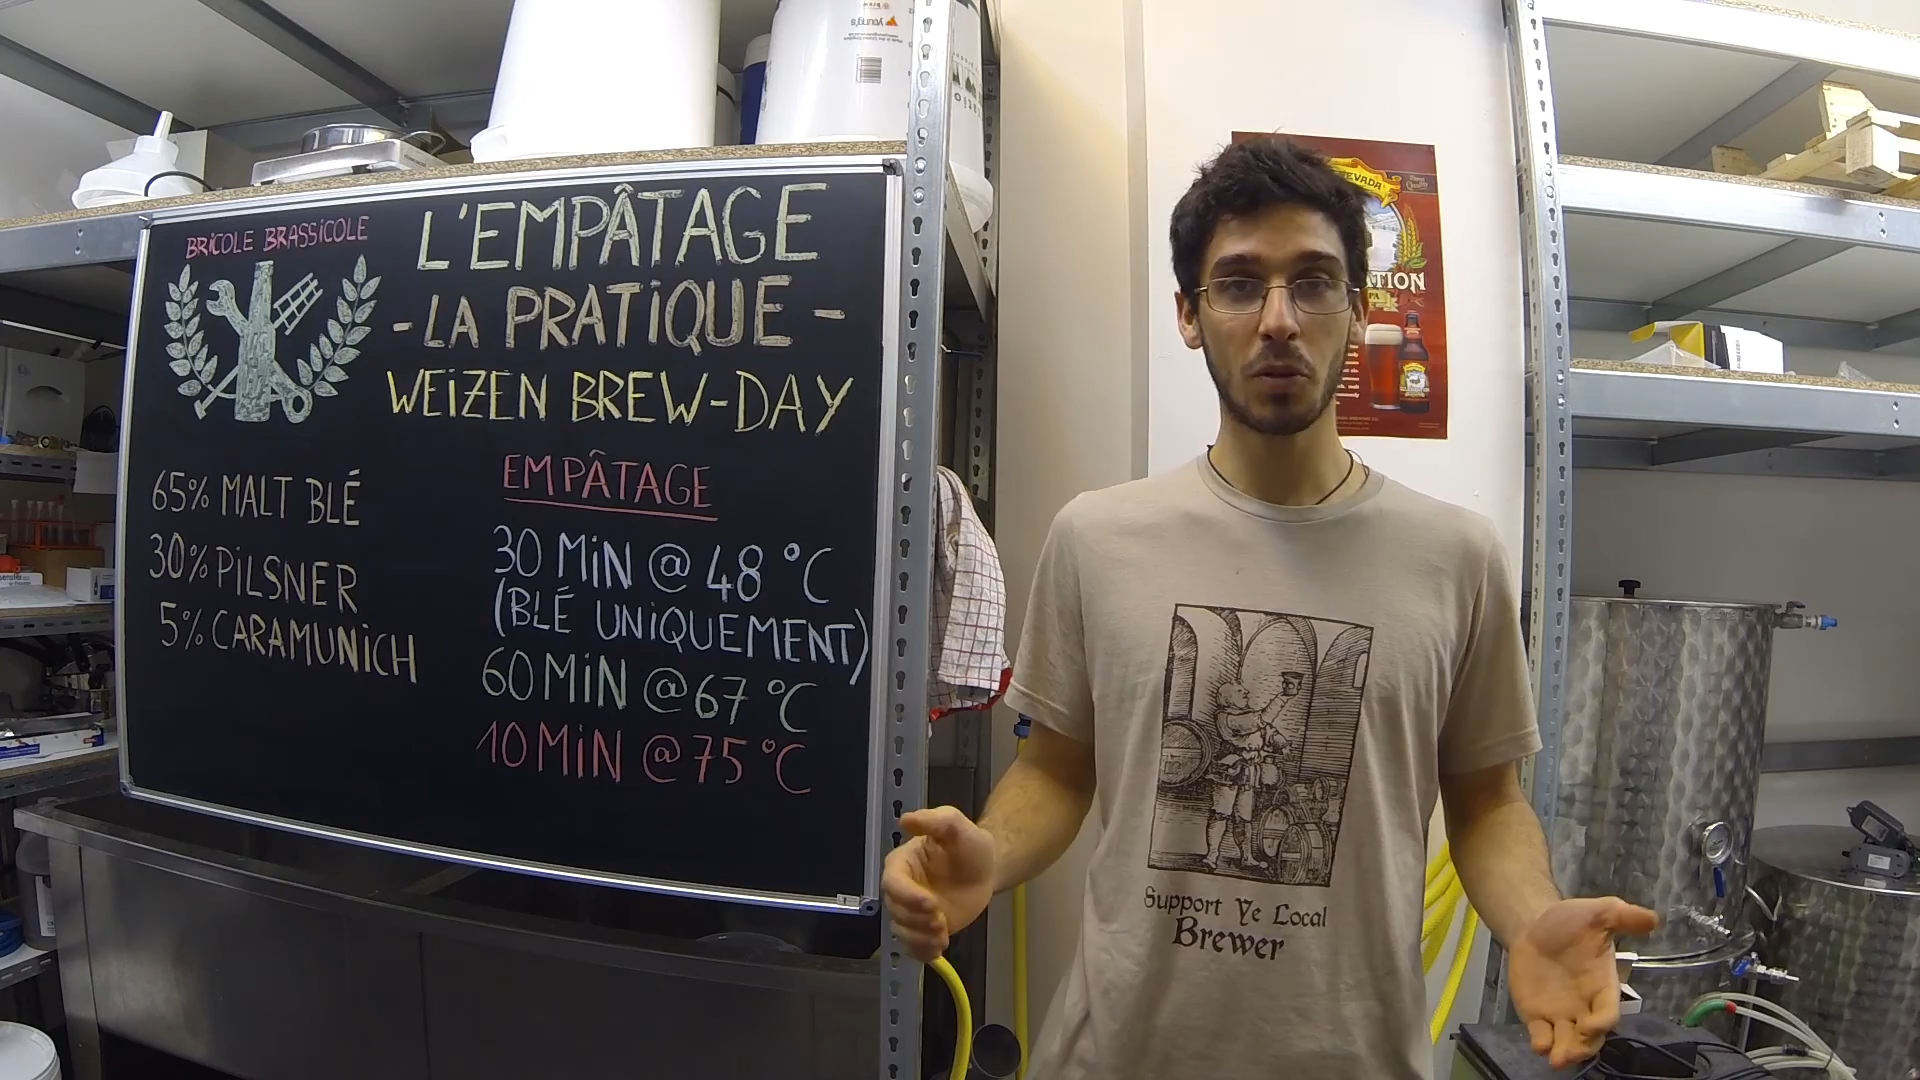 BRICOLE BRASSICOLE
L'EMPÂTAGE
- LA PRATIQUE -
WEIZEN BREW-DAY
65% MALT BLÉ
30% PILSNER
5% CARAMUNICH
EMPÂTAGE
30 MIN @ 48 °C
(BLÉ UNIQUEMENT)
60 MIN @ 67 °C
10 MIN @ 75 °C
Young's
Support Ye Local
Brewer